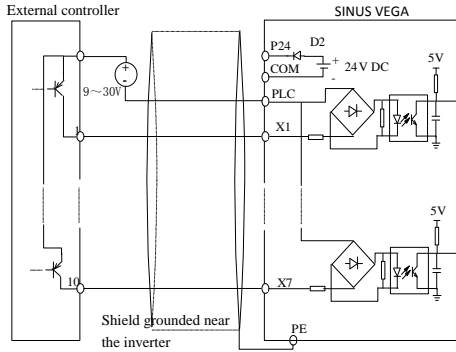 External controller
SINUS VEGA
P24
D2
COM
24V DC
+
-
5V
+
-
9～30V
PLC
1
X1
5V
10
X7
Shield grounded near
the inverter
PE